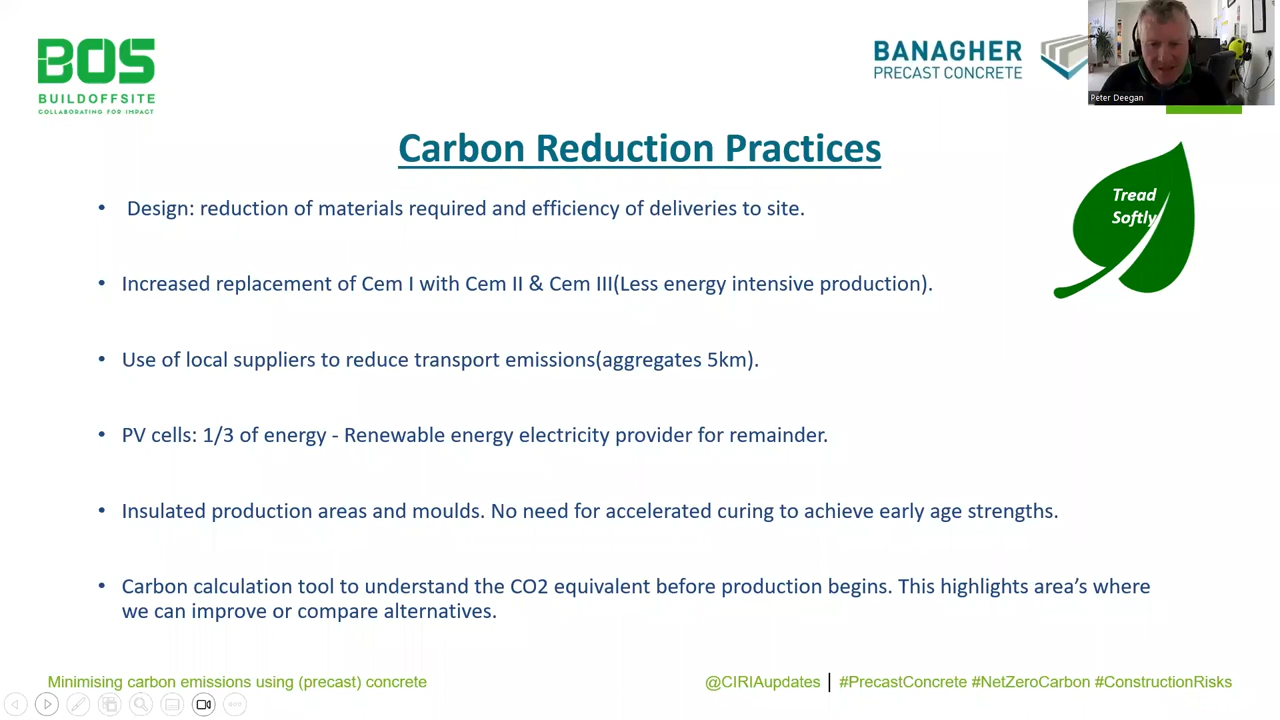 BOS
BUILDOFFSITE
COLLABORATING FOR IMPACT
BANAGHER
PRECAST CONCRETE
Peter Deegan
Carbon Reduction Practices
Tread
Softly
• Design: reduction of materials required and efficiency of deliveries to site.
• Increased replacement of Cem I with Cem II & Cem III(Less energy intensive production).
• Use of local suppliers to reduce transport emissions(aggregates 5km).
• PV cells: 1/3 of energy - Renewable energy electricity provider for remainder.
• Insulated production areas and moulds. No need for accelerated curing to achieve early age strengths.
• Carbon calculation tool to understand the CO2 equivalent before production begins. This highlights area’s where
we can improve or compare alternatives.
Minimising carbon emissions using (precast) concrete
@CIRIAupdates | #PrecastConcrete #NetZeroCarbon #ConstructionRisks